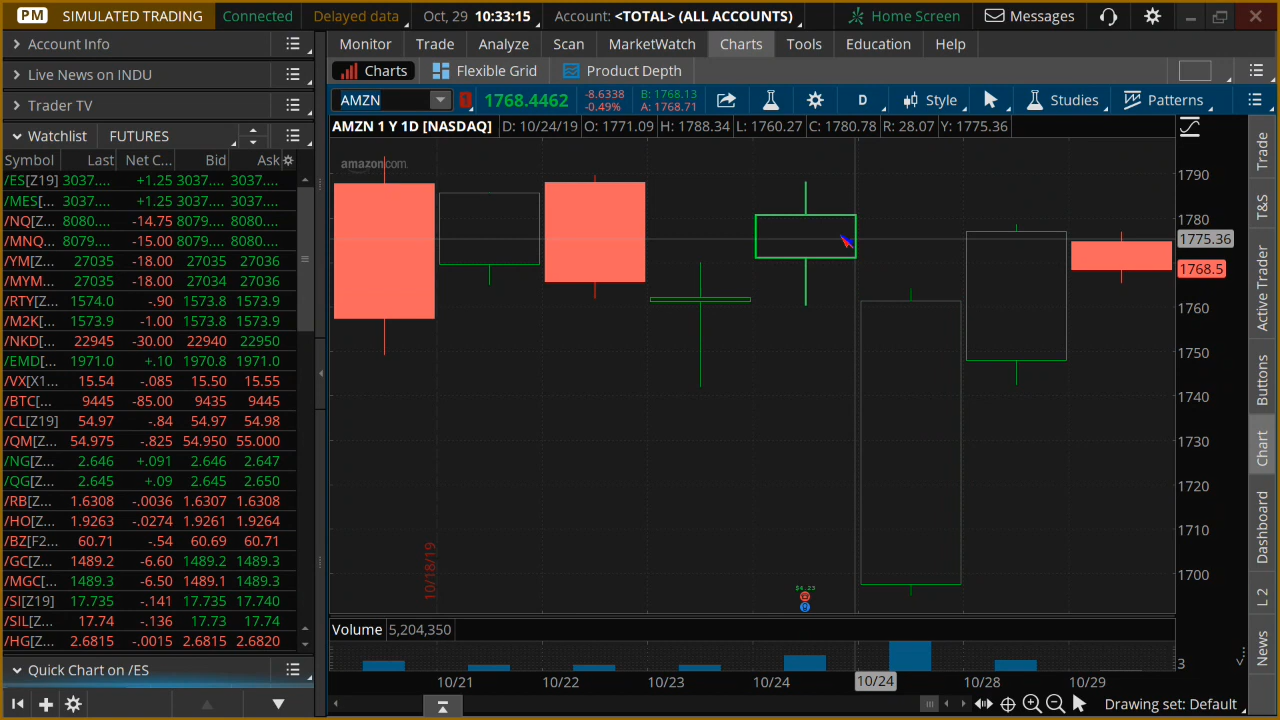 PM SIMULATED TRADING Connected Delayed data Oct, 29 10:33:15 Account: <TOTAL> (ALL ACCOUNTS) Home Screen Messages
Account Info
Live News on INDU
Trader TV
Watchlist FUTURES
Symbol Last Net C... Bid Ask
/ES[Z19] 3037.... +1.25 3037.... 3037....
/MES[... 3037.... +1.25 3037.... 3037....
/NQ[Z... 8080.... -14.75 8079.... 8080....
/MNQ... 8079.... -15.00 8079.... 8080....
/YM[Z... 27035 -18.00 27035 27036
/MYM... 27035 -18.00 27034 27036
/RTY[Z... 1574.0 -.90 1573.8 1573.9
/M2K[... 1573.9 -1.00 1573.8 1573.9
/NKD[... 22945 -30.00 22940 22950
/EMD[... 1971.0 +.10 1970.8 1971.0
/VX[X1... 15.54 -.085 15.50 15.55
/BTC[... 9445 -85.00 9435 9445
/CL[Z19] 54.97 -.84 54.97 54.98
/QM[Z... 54.975 -.825 54.950 55.000
/NG[Z... 2.646 +.091 2.646 2.647
/QG[Z... 2.645 +.09 2.645 2.650
/RB[Z... 1.6308 -.0036 1.6307 1.6308
/HO[Z... 1.9263 -.0274 1.9261 1.9264
/BZ[F2... 60.71 -.54 60.69 60.71
/GC[Z... 1489.2 -6.60 1489.2 1489.3
/MGC[... 1489.3 -6.50 1489.1 1489.3
/SI[Z19] 17.735 -.141 17.735 17.740
/SIL[Z... 17.74 -.136 17.73 17.74
/HG[Z... 2.6815 -.0015 2.6815 2.6820
Quick Chart on /ES
Monitor Trade Analyze Scan MarketWatch Charts Tools Education Help
Charts Flexible Grid Product Depth
AMZN 1 1768.4462 -8.6338 -0.49% B: 1768.13 A: 1768.71 D Style Studies Patterns
AMZN 1 Y 1D [NASDAQ] D: 10/24/19 O: 1771.09 H: 1788.34 L: 1760.27 C: 1780.78 R: 28.07 Y: 1775.36
amazon.com
1790
1780
1775.36
1768.5
1760
1750
1740
1730
1720
1710
1700
10/18/19
$4.23
Volume 5,204,350
3
10/21 10/22 10/23 10/24 10/24 10/28 10/29
Drawing set: Default
Trade
T&S
Active Trader
Buttons
Chart
Dashboard
L 2
News